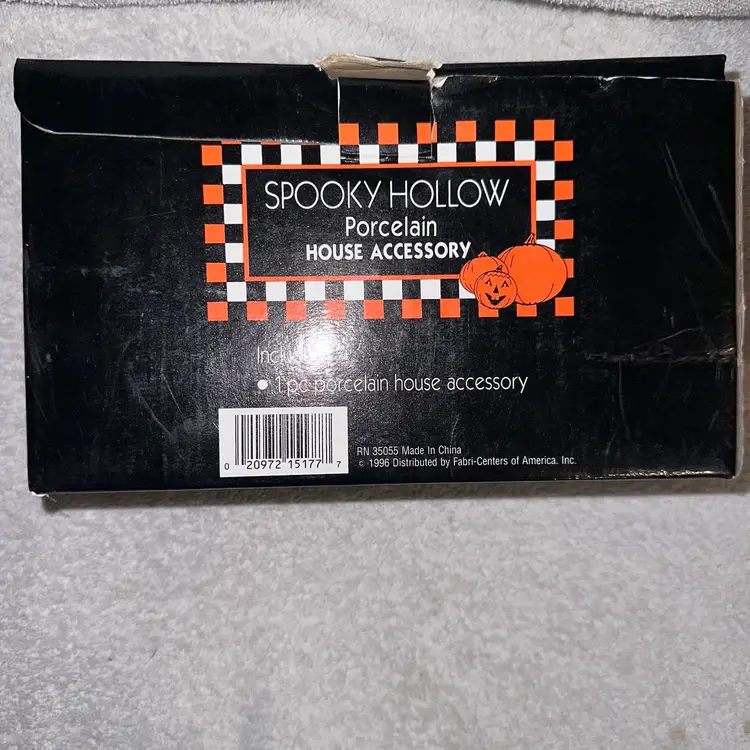 SPOOKY HOLLOW
Porcelain
HOUSE ACCESSORY
1 pc porcelain house accessory
RN 35055 Made In China
© 1996 Distributed by Fabri-Centers of America. Inc.
0 20972 15177 7